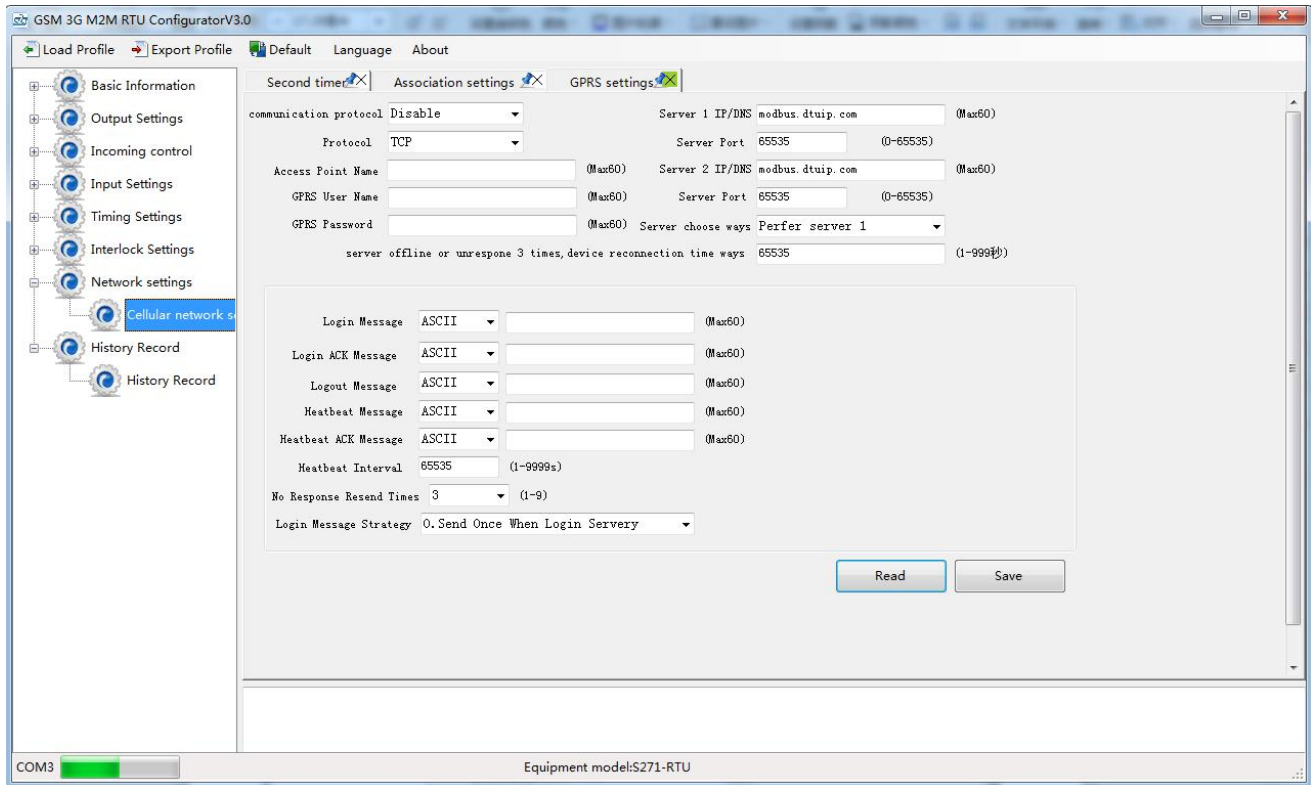 GSM 3G M2M RTU ConfiguratorV3.0
Load Profile Export Profile Default Language About
Basic Information
Output Settings
Incoming control
Input Settings
Timing Settings
Interlock Settings
Network settings
Cellular network se
History Record
History Record
Second timer Association settings GPRS settings
communication protocol Disable Server 1 IP/DNS modbus.dtuip.com (Max60)
Protocol TCP Server Port 65535 (0-65535)
Access Point Name (Max60) Server 2 IP/DNS modbus.dtuip.com (Max60)
GPRS User Name (Max60) Server Port 65535 (0-65535)
GPRS Password (Max60) Server choose ways Perfer server 1
server offline or unrespone 3 times,device reconnection time ways 65535 (1-999秒)
Login Message ASCII (Max60)
Login ACK Message ASCII (Max60)
Logout Message ASCII (Max60)
Heatbeat Message ASCII (Max60)
Heatbeat ACK Message ASCII (Max60)
Heatbeat Interval 65535 (1-9999s)
No Response Resend Times 3 (1-9)
Login Message Strategy 0.Send Once When Login Servery
Read Save
COM3 Equipment model:S271-RTU